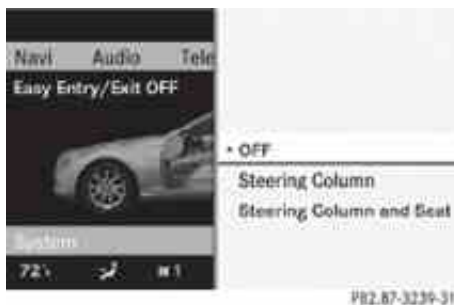 Navi Audio Tele
Easy Entry/Exit OFF
• OFF
Steering Column
Steering Column and Seat
System
72
P82.87-3239-31